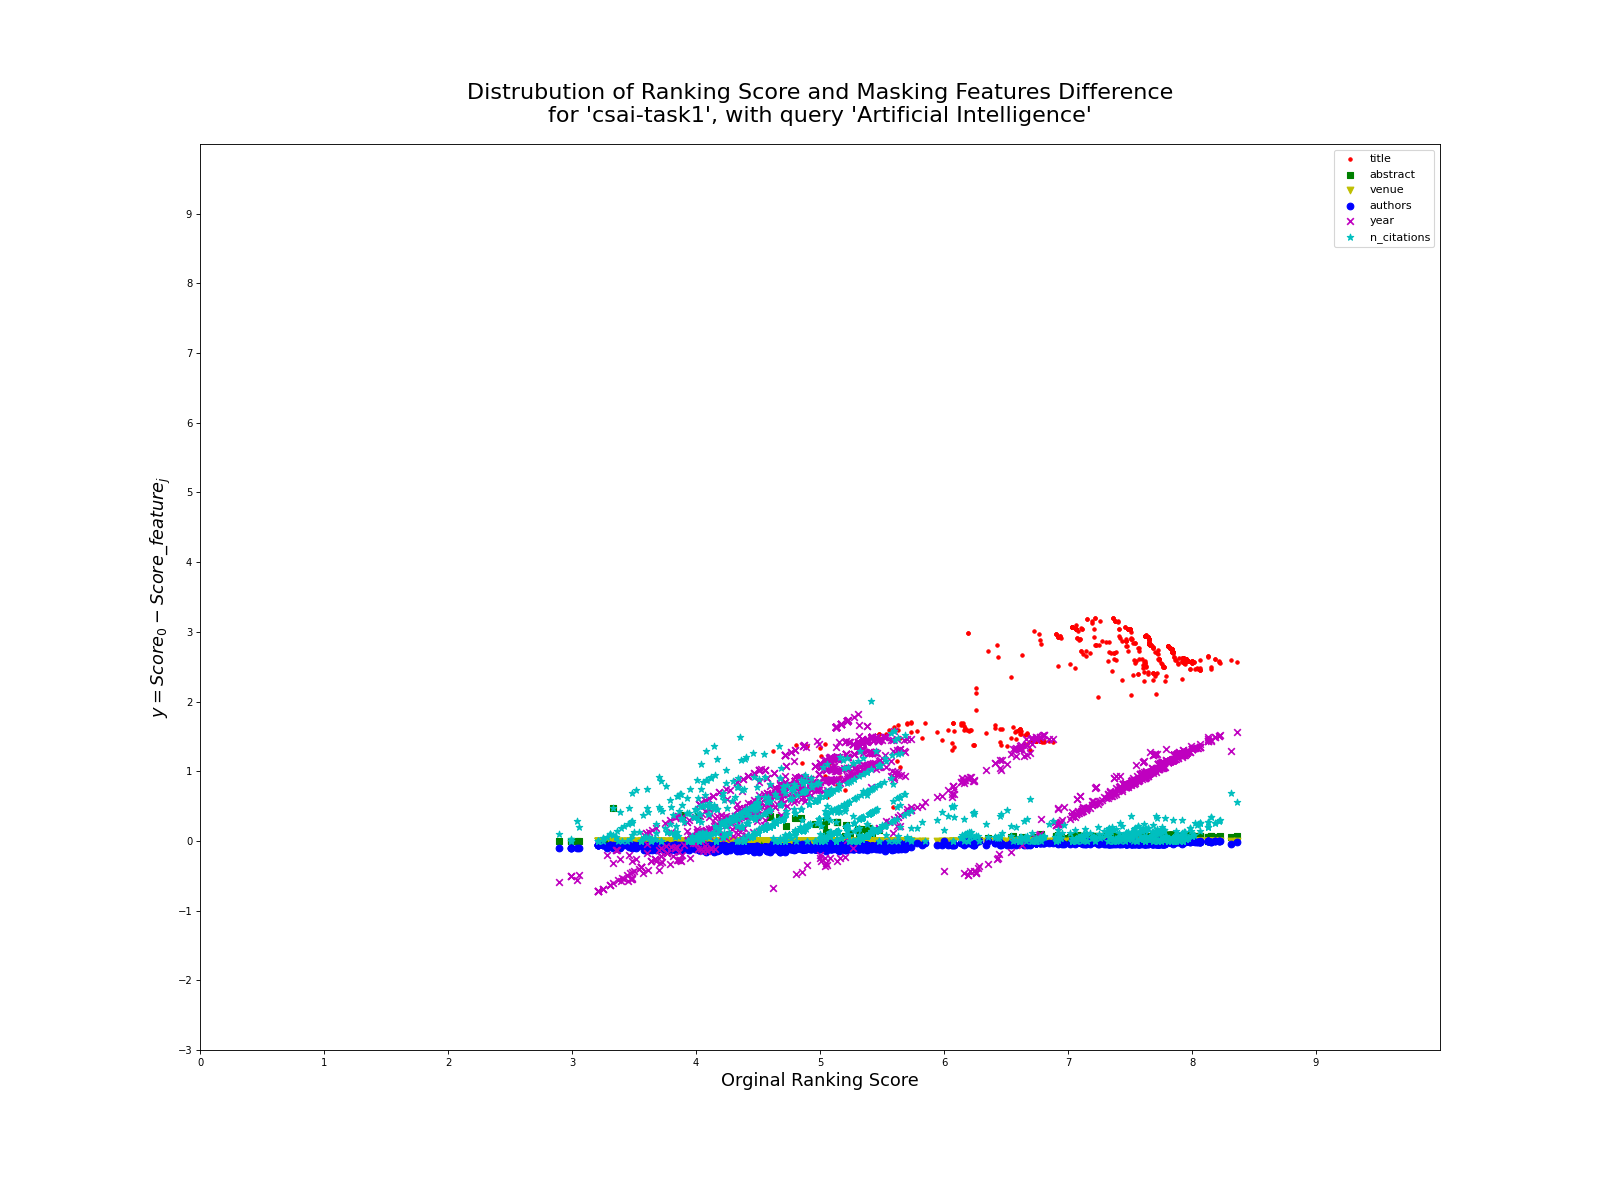 Distrubution of Ranking Score and Masking Features Difference
for 'csai-task1', with query 'Artificial Intelligence'
title
abstract
venue
authors
year
n_citations
9
8
7
6
5
4
3
2
1
0
−1
−2
−3
y = Score_0 − Score_feature_j
0 1 2 3 4 5 6 7 8 9
Orginal Ranking Score